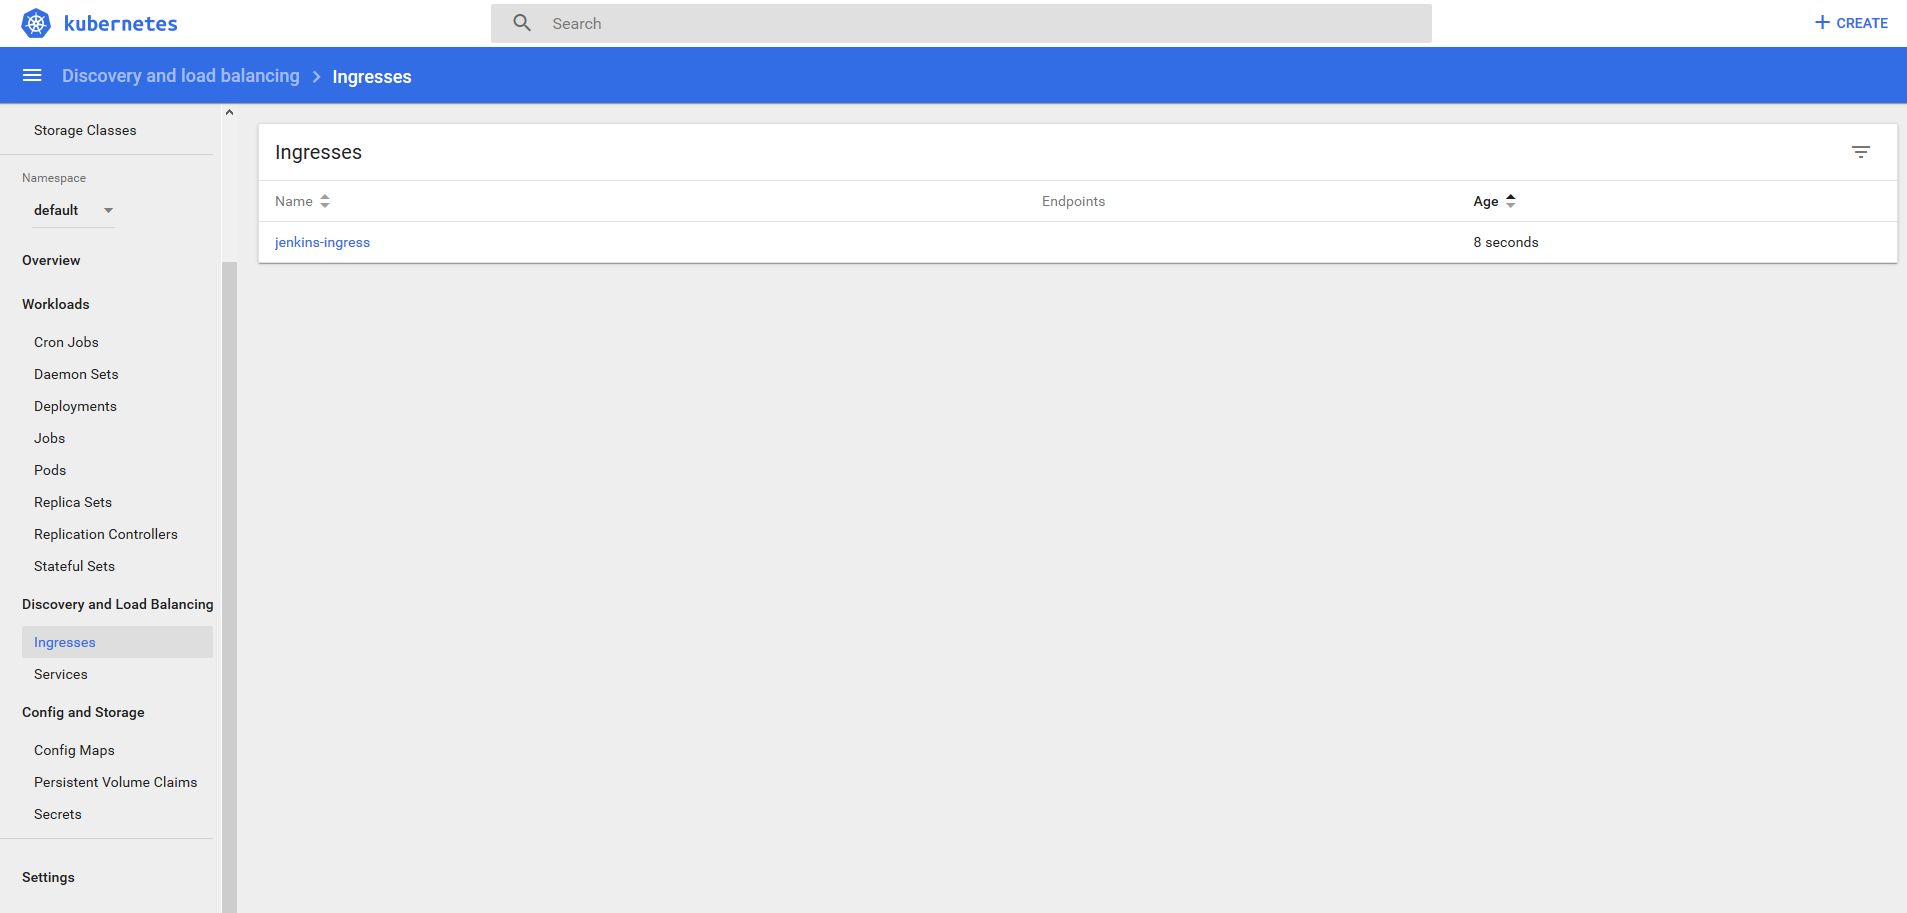 kubernetes
Search
CREATE
Discovery and load balancing > Ingresses
Storage Classes
Namespace
default
Overview
Workloads
Cron Jobs
Daemon Sets
Deployments
Jobs
Pods
Replica Sets
Replication Controllers
Stateful Sets
Discovery and Load Balancing
Ingresses
Services
Config and Storage
Config Maps
Persistent Volume Claims
Secrets
Settings
Ingresses
Name Endpoints Age
jenkins-ingress 8 seconds